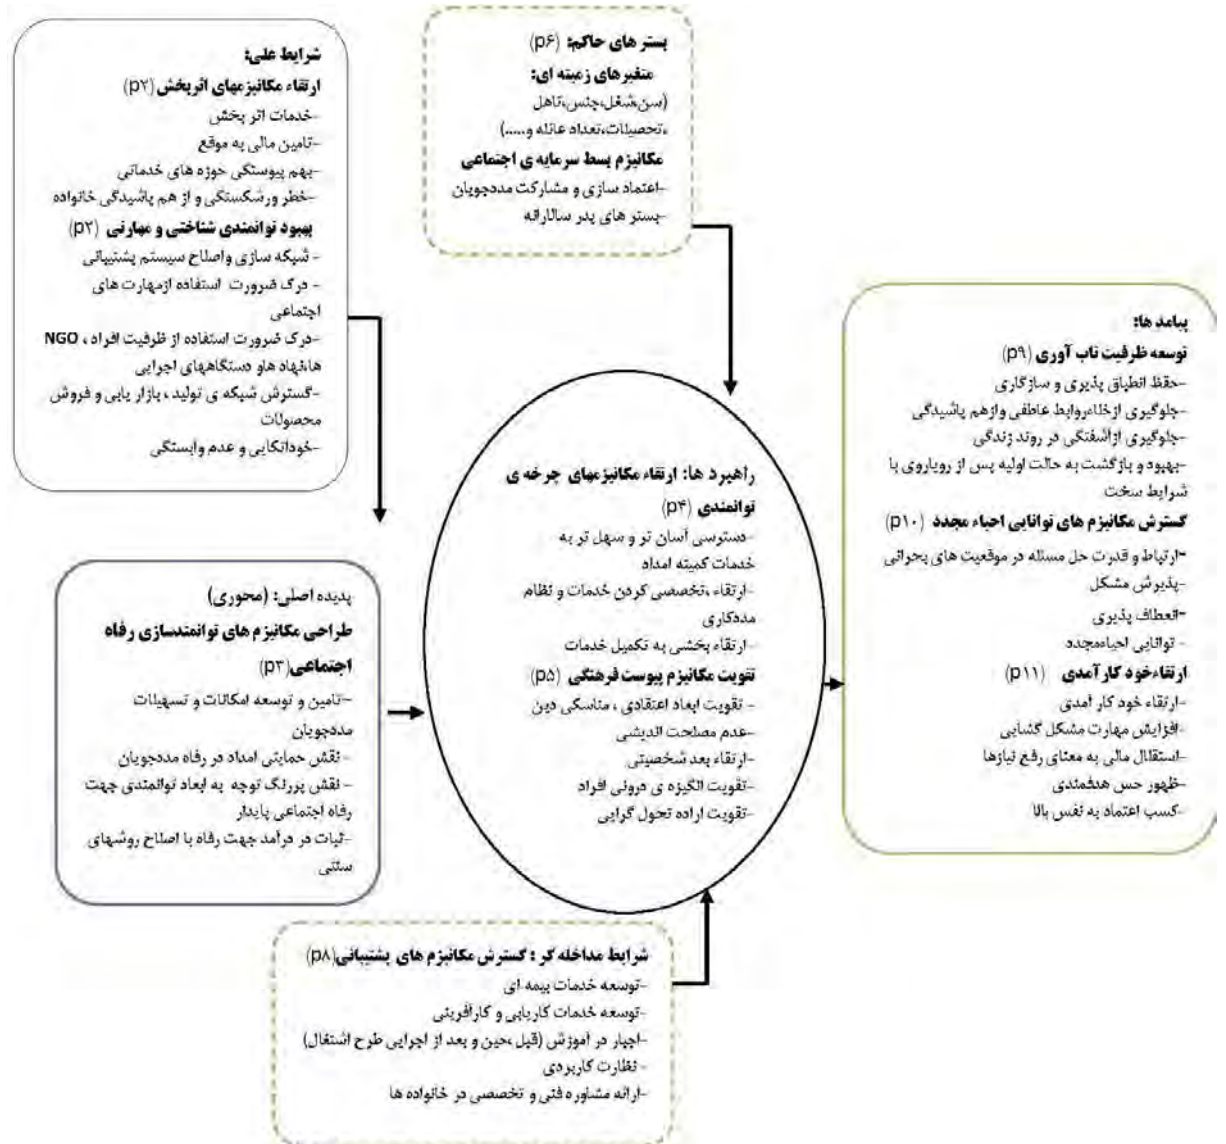 شرایط علی:
ارتقاء مکانیزمهای اثربخش (p۲)
-خدمات اثر بخش
-تامین مالی به موقع
-بهم پیوستگی حوزه های خدماتی
-خطر ورشکستگی و از هم پاشیدگی خانواده
بهبود توانمندی شناختی و مهارتی (p۳)
- شبکه سازی واصلاح سیستم پشتیبانی
- درک ضرورت استفاده ازمهارت های
اجتماعی
-درک ضرورت استفاده از ظرفیت افراد ، NGO
ها،نهاد هاو دستگاههای اجرایی
-گسترش شبکه ی تولید ، بازار یابی و فروش
محصولات
-خوداتکایی و عدم وابستگی
بستر های حاکم: (p۶)
متغیرهای زمینه ای:
(سن،شغل،جنس،تاهل
،تحصیلات،تعداد عائله و.....)
مکانیزم بسط سرمایه ی اجتماعی
-اعتماد سازی و مشارکت مددجویان
-بستر های پدر سالارانه
پدیده اصلی: (محوری)
طراحی مکانیزم های توانمندسازی رفاه
اجتماعی(p۳)
-تامین و توسعه امکانات و تسهیلات
مددجویان
- نقش حمایتی امداد در رفاه مددجویان
- نقش پررنگ توجه به ابعاد توانمندی جهت
رفاه اجتماعی پایدار
-ثبات در درآمد جهت رفاه با اصلاح روشهای
سنتی
راهبرد ها: ارتقاء مکانیزمهای چرخه ی
توانمندی (p۴)
-دسترسی آسان تر و سهل تر به
خدمات کمیته امداد
-ارتقاء ،تخصصی کردن خدمات و نظام
مددکاری
-ارتقاء بخشی به تکمیل خدمات
تقویت مکانیزم پیوست فرهنگی (p۵)
- تقویت ابعاد اعتقادی ، مناسکی دین
-عدم مصلحت اندیشی
-ارتقاء بعد شخصیتی
-تقویت انگیزه ی درونی افراد
-تقویت اراده تحول گرایی
شرایط مداخله گر : گسترش مکانیزم های پشتیبانی(p۸)
-توسعه خدمات بیمه ای
-توسعه خدمات کاریابی و کارآفرینی
-اجبار در آموزش (قبل ،حین و بعد از اجرایی طرح اشتغال)
- نظارت کاربردی
-ارائه مشاوره فنی و تخصصی در خانواده ها
پیامد ها:
توسعه ظرفیت تاب آوری (p۹)
-حفظ انطباق پذیری و سازگاری
-جلوگیری ازخلاءروابط عاطفی وازهم پاشیدگی
-جلوگیری ازآشفتگی در روند زندگی
-بهبود و بازگشت به حالت اولیه پس از رویاروی با
شرایط سخت
گسترش مکانیزم های توانایی احیاء مجدد (p۱۰)
-ارتباط و قدرت حل مسئله در موقعیت های بحرانی
-پذیرش مشکل
-انعطاف پذیری
- توانایی احیاءمجدد
ارتقاءخود کارآمدی (p۱۱)
-ارتقاء خود کار آمدی
-افزایش مهارت مشکل گشایی
-استقلال مالی به معنای رفع نیازها
-ظهور حس هدفمندی
-کسب اعتماد به نفس بالا